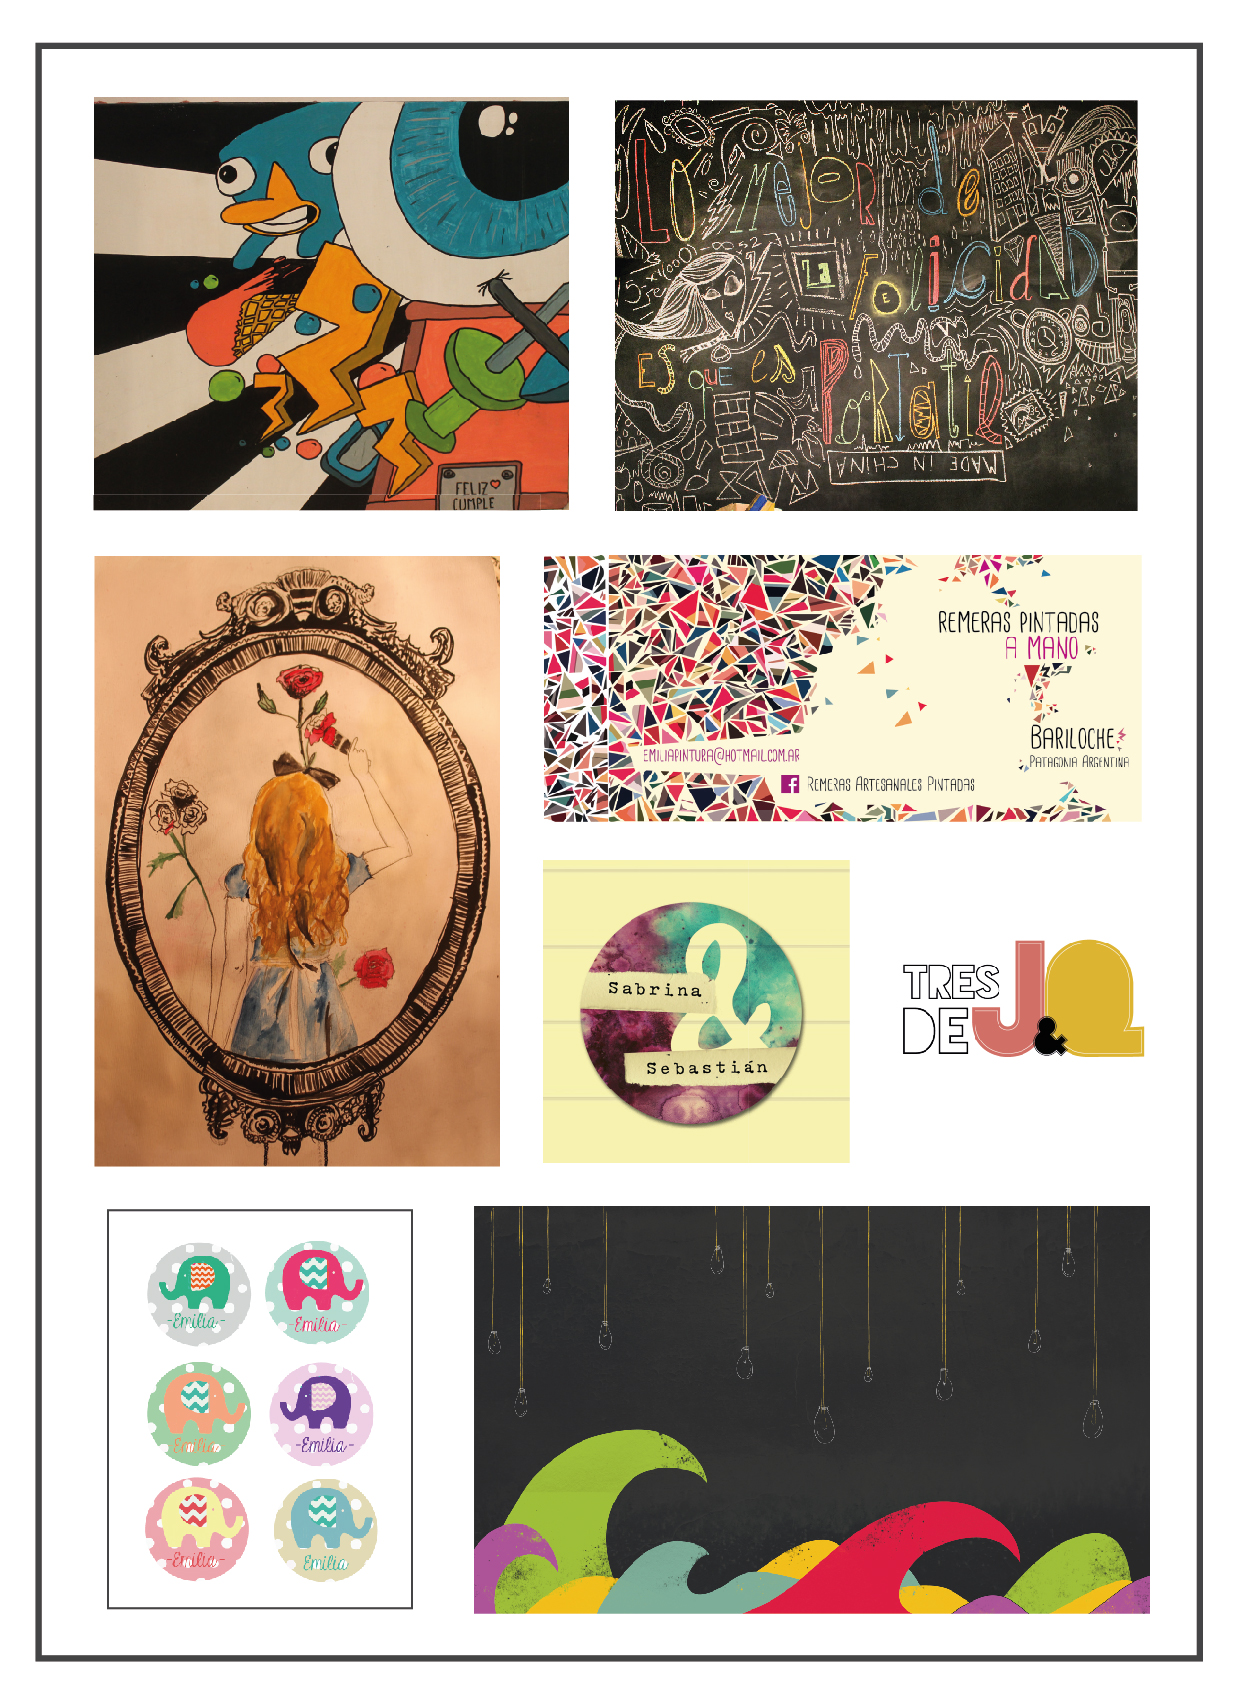 FELIZ
CUMPLE
LO MEJOR de
La FELICIDAD
ES QUE ES PORTATIL
MADE IN CHINA
REMERAS PINTADAS
A MANO
BARILOCHE
PATAGONIA ARGENTINA
EMILIAPINTURA@HOTMAIL.COM.AR
REMERAS ARTESANALES PINTADAS
Sabrina
&
Sebastián
TRES
DE J&Q
-Emilia-
-Emilia-
Emilia
-Emilia-
-Emilia-
Emilia